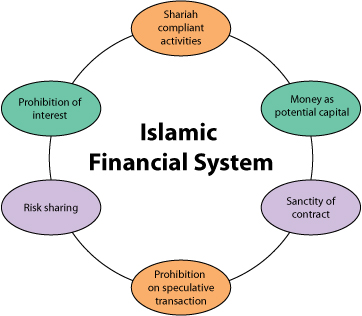 Shariah
compliant
activities
Prohibition of
interest
Money as
potential capital
Islamic
Financial System
Risk sharing
Sanctity of
contract
Prohibition
on speculative
transaction